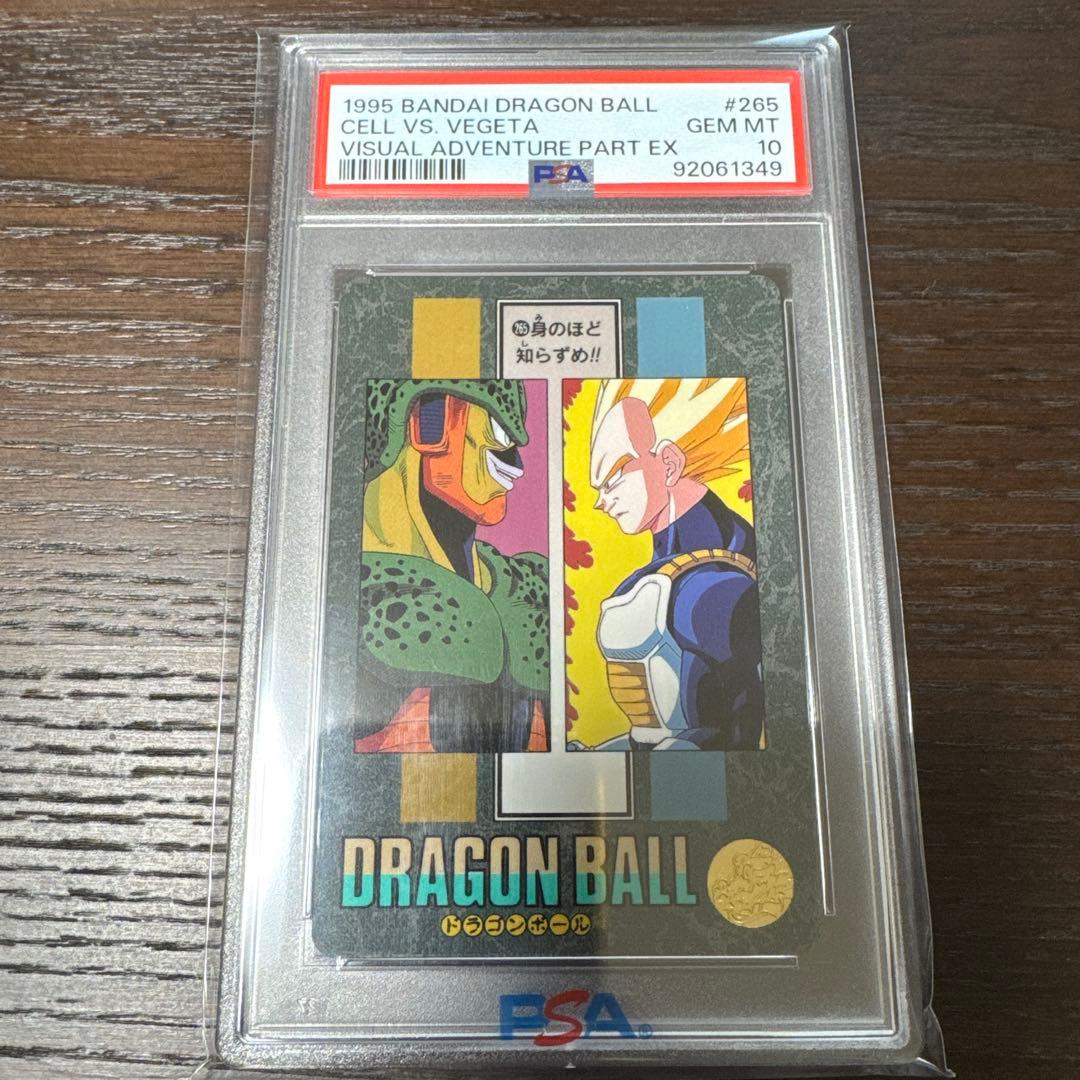 1995 BANDAI DRAGON BALL #265
CELL VS. VEGETA GEM MT
VISUAL ADVENTURE PART EX 10
PSA 92061349
265 身のほど
知らずめ!!
DRAGON BALL
ドラゴンボール
PSA®